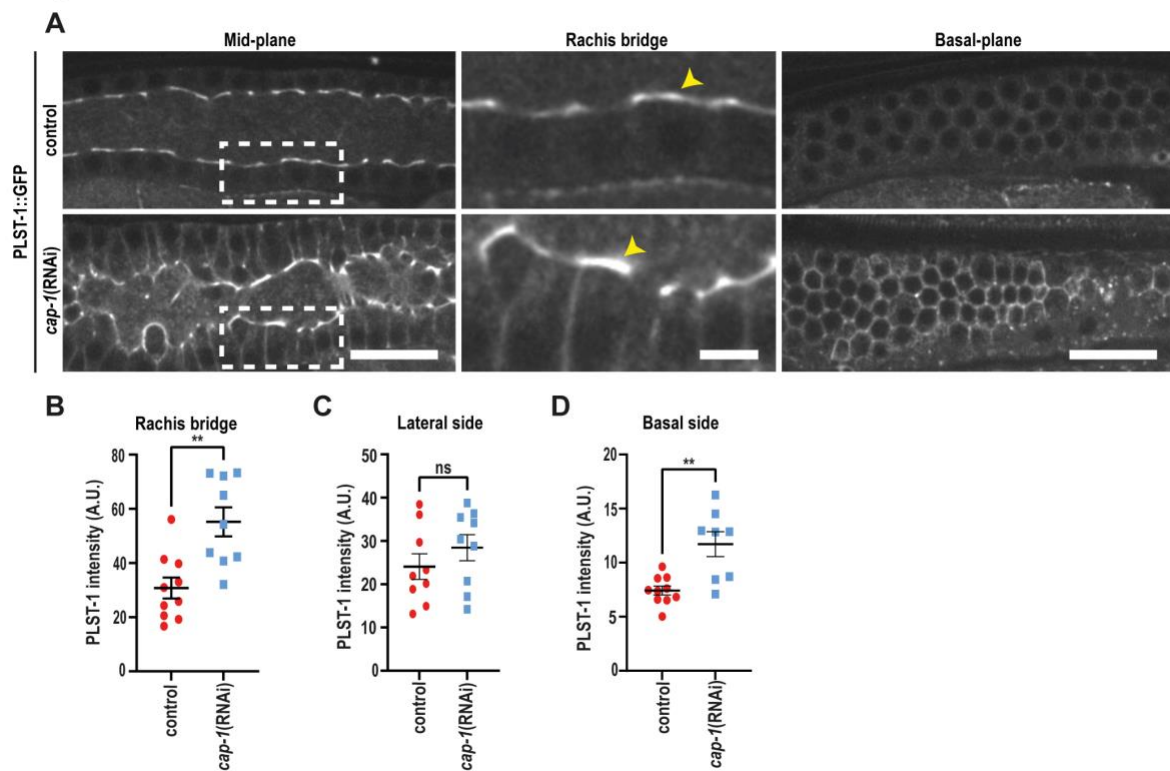 A
Mid-plane
Rachis bridge
Basal-plane
PLST-1::GFP
control
cap-1(RNAi)
B
Rachis bridge
**
PLST-1 intensity (A.U.)
80
60
40
20
0
control
cap-1(RNAi)
C
Lateral side
ns
PLST-1 intensity (A.U.)
50
40
30
20
10
0
control
cap-1(RNAi)
D
Basal side
**
PLST-1 intensity (A.U.)
20
15
10
5
0
control
cap-1(RNAi)